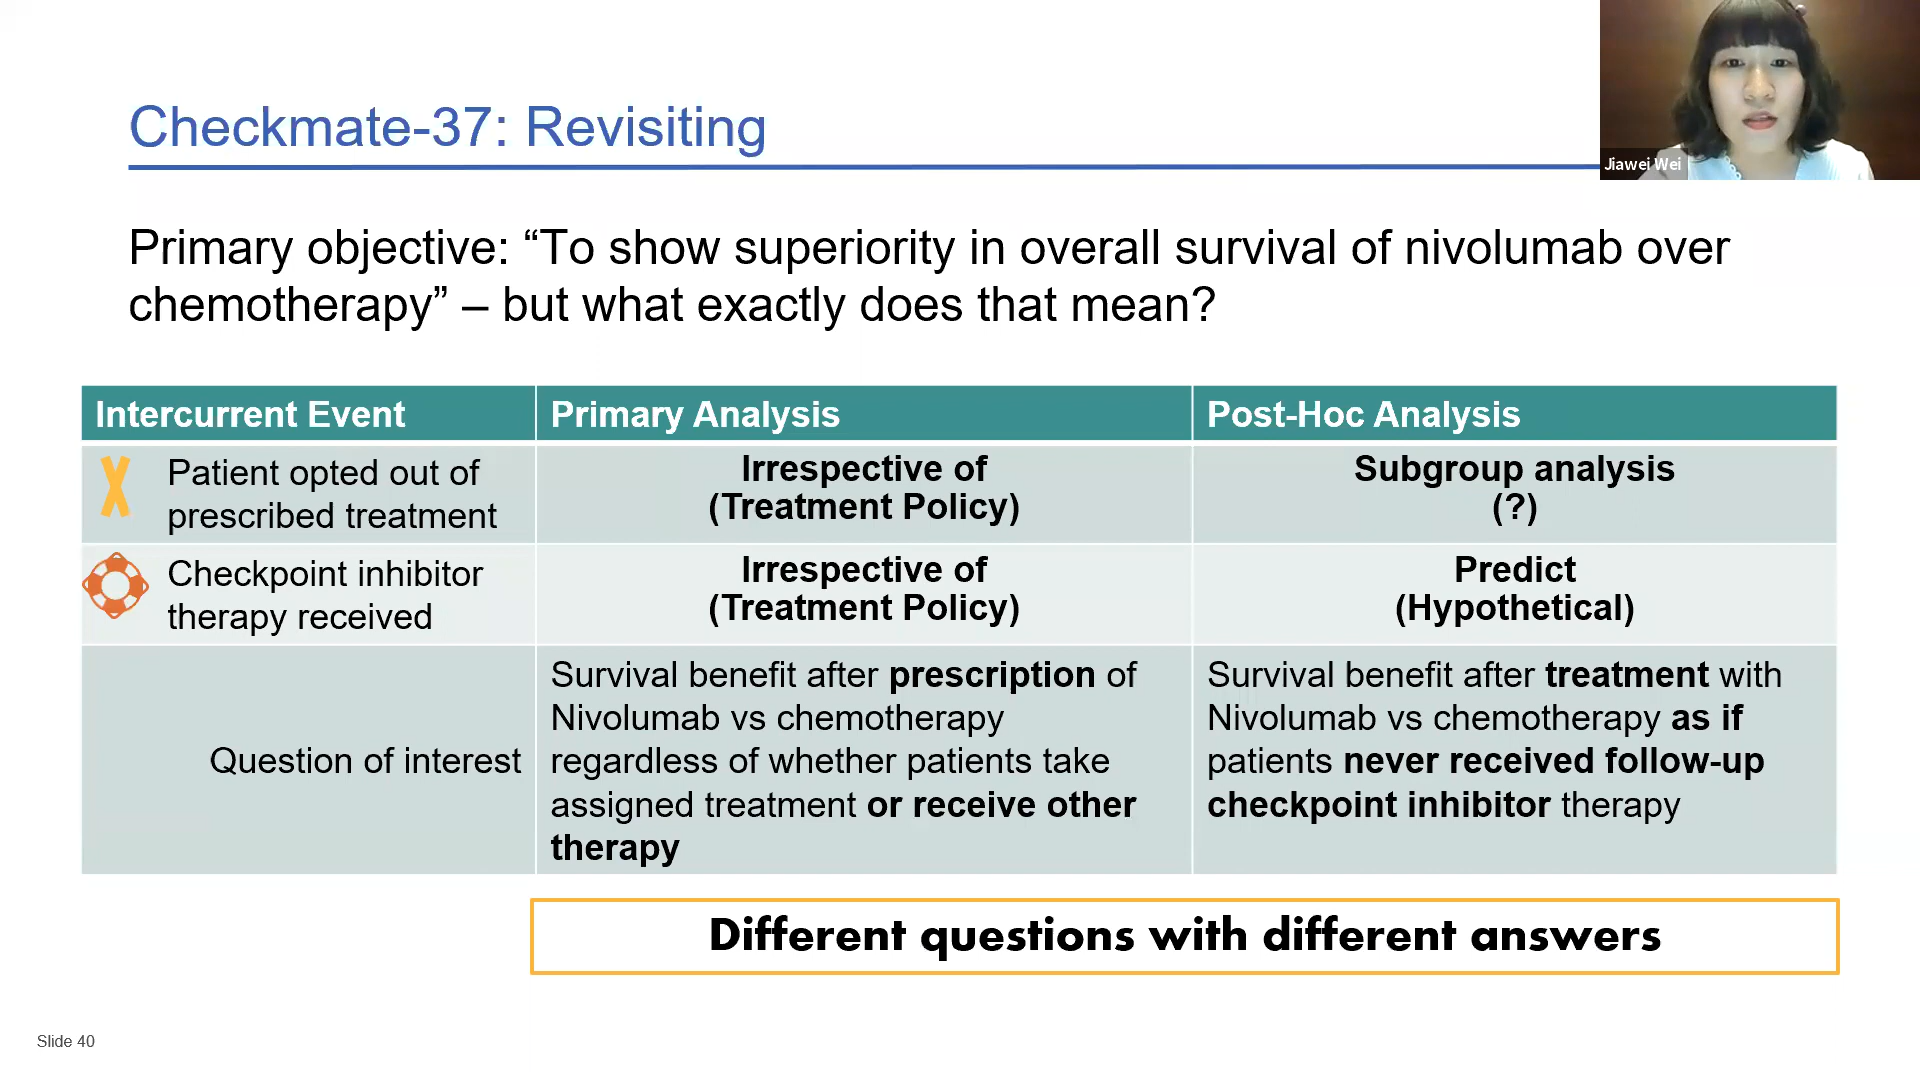 Checkmate-37: Revisiting
Jiawei Wei
Primary objective: “To show superiority in overall survival of nivolumab over
chemotherapy” – but what exactly does that mean?
Intercurrent Event
Primary Analysis
Post-Hoc Analysis
Patient opted out of
prescribed treatment
Irrespective of
(Treatment Policy)
Subgroup analysis
(?)
Checkpoint inhibitor
therapy received
Irrespective of
(Treatment Policy)
Predict
(Hypothetical)
Question of interest
Survival benefit after prescription of
Nivolumab vs chemotherapy
regardless of whether patients take
assigned treatment or receive other
therapy
Survival benefit after treatment with
Nivolumab vs chemotherapy as if
patients never received follow-up
checkpoint inhibitor therapy
Different questions with different answers
Slide 40